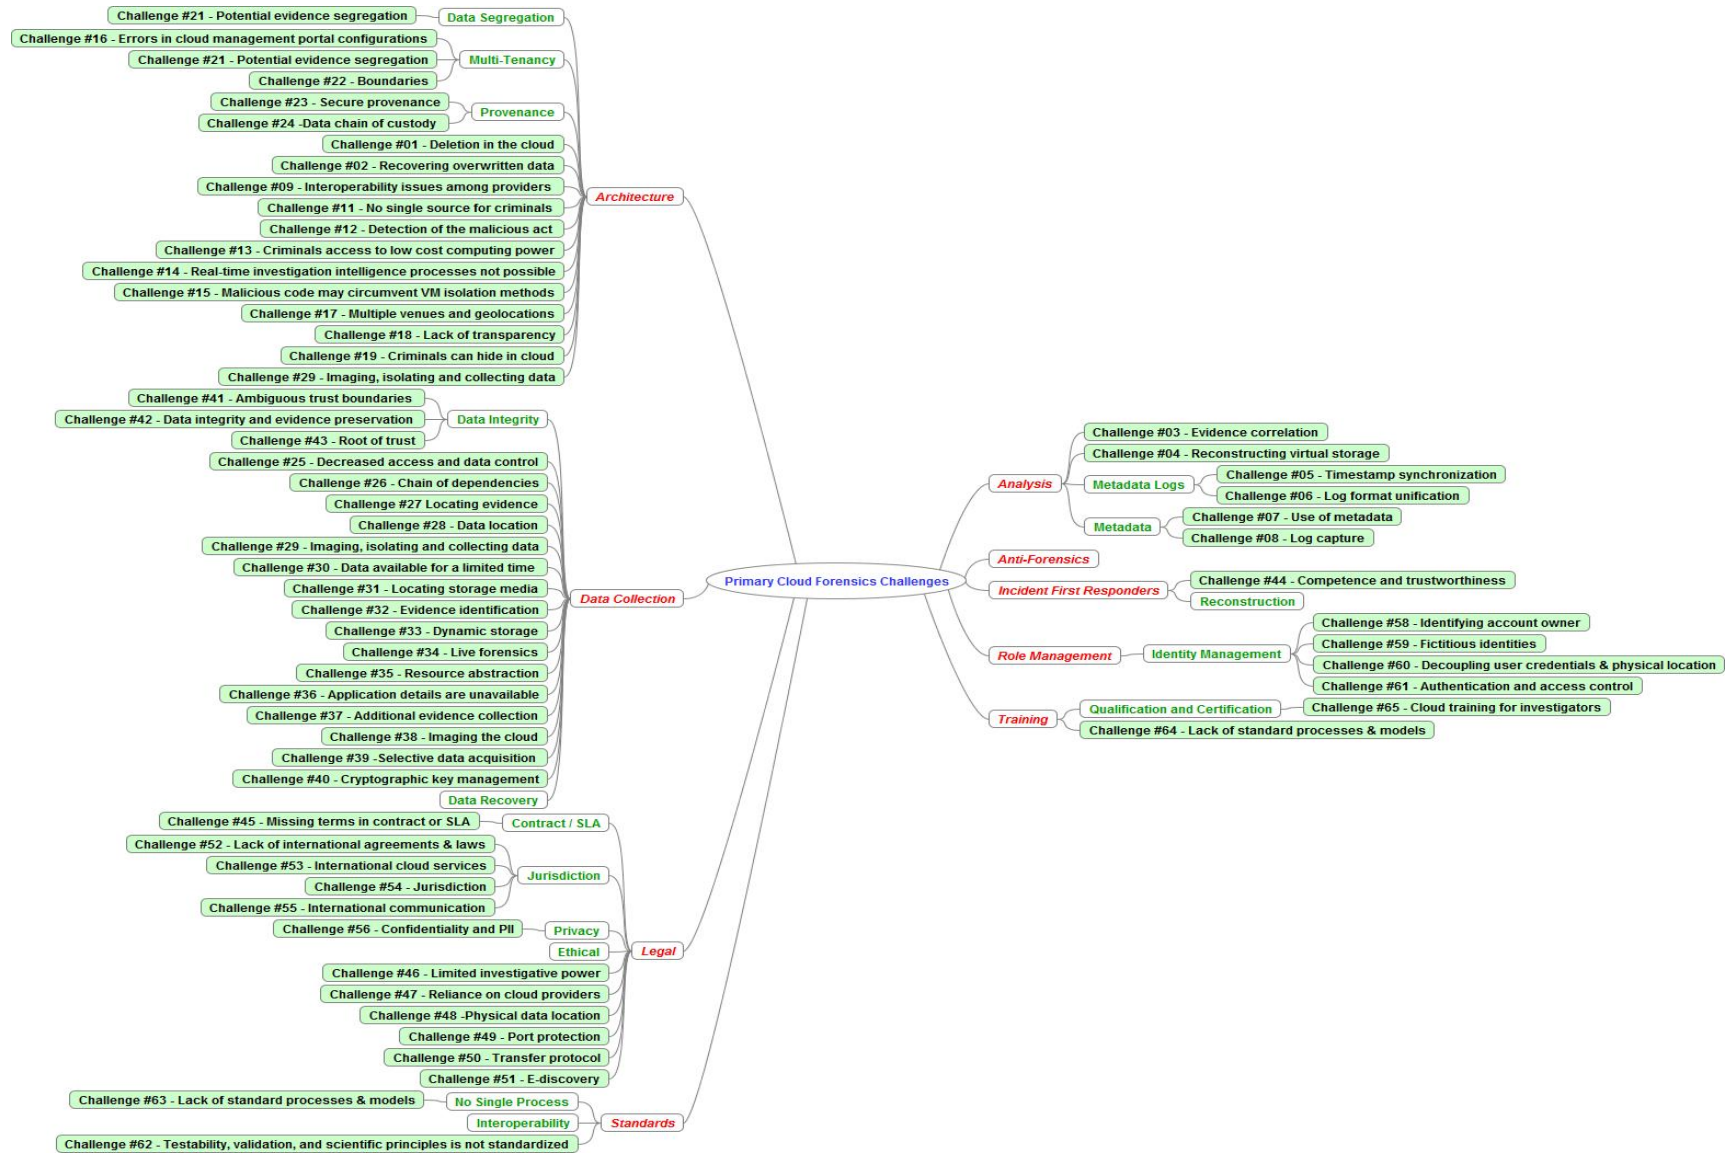 Challenge #21 - Potential evidence segregation
Data Segregation
Challenge #16 - Errors in cloud management portal configurations
Challenge #21 - Potential evidence segregation
Multi-Tenancy
Challenge #22 - Boundaries
Challenge #23 - Secure provenance
Provenance
Challenge #24 -Data chain of custody
Challenge #01 - Deletion in the cloud
Challenge #02 - Recovering overwritten data
Challenge #09 - Interoperability issues among providers
Architecture
Challenge #11 - No single source for criminals
Challenge #12 - Detection of the malicious act
Challenge #13 - Criminals access to low cost computing power
Challenge #14 - Real-time investigation intelligence processes not possible
Challenge #15 - Malicious code may circumvent VM isolation methods
Challenge #17 - Multiple venues and geolocations
Challenge #18 - Lack of transparency
Challenge #19 - Criminals can hide in cloud
Challenge #29 - Imaging, isolating and collecting data
Challenge #41 - Ambiguous trust boundaries
Challenge #42 - Data integrity and evidence preservation
Data Integrity
Challenge #43 - Root of trust
Challenge #25 - Decreased access and data control
Challenge #26 - Chain of dependencies
Challenge #27 Locating evidence
Challenge #28 - Data location
Challenge #29 - Imaging, isolating and collecting data
Challenge #30 - Data available for a limited time
Challenge #31 - Locating storage media
Data Collection
Challenge #32 - Evidence identification
Challenge #33 - Dynamic storage
Challenge #34 - Live forensics
Challenge #35 - Resource abstraction
Challenge #36 - Application details are unavailable
Challenge #37 - Additional evidence collection
Challenge #38 - Imaging the cloud
Challenge #39 -Selective data acquisition
Challenge #40 - Cryptographic key management
Data Recovery
Challenge #45 - Missing terms in contract or SLA
Contract / SLA
Challenge #52 - Lack of international agreements & laws
Challenge #53 - International cloud services
Jurisdiction
Challenge #54 - Jurisdiction
Challenge #55 - International communication
Challenge #56 - Confidentiality and PII
Privacy
Ethical
Legal
Challenge #46 - Limited investigative power
Challenge #47 - Reliance on cloud providers
Challenge #48 -Physical data location
Challenge #49 - Port protection
Challenge #50 - Transfer protocol
Challenge #51 - E-discovery
Challenge #63 - Lack of standard processes & models
No Single Process
Interoperability
Standards
Challenge #62 - Testability, validation, and scientific principles is not standardized
Primary Cloud Forensics Challenges
Challenge #03 - Evidence correlation
Challenge #04 - Reconstructing virtual storage
Analysis
Metadata Logs
Challenge #05 - Timestamp synchronization
Challenge #06 - Log format unification
Metadata
Challenge #07 - Use of metadata
Challenge #08 - Log capture
Anti-Forensics
Incident First Responders
Challenge #44 - Competence and trustworthiness
Reconstruction
Role Management
Identity Management
Challenge #58 - Identifying account owner
Challenge #59 - Fictitious identities
Challenge #60 - Decoupling user credentials & physical location
Challenge #61 - Authentication and access control
Training
Qualification and Certification
Challenge #65 - Cloud training for investigators
Challenge #64 - Lack of standard processes & models